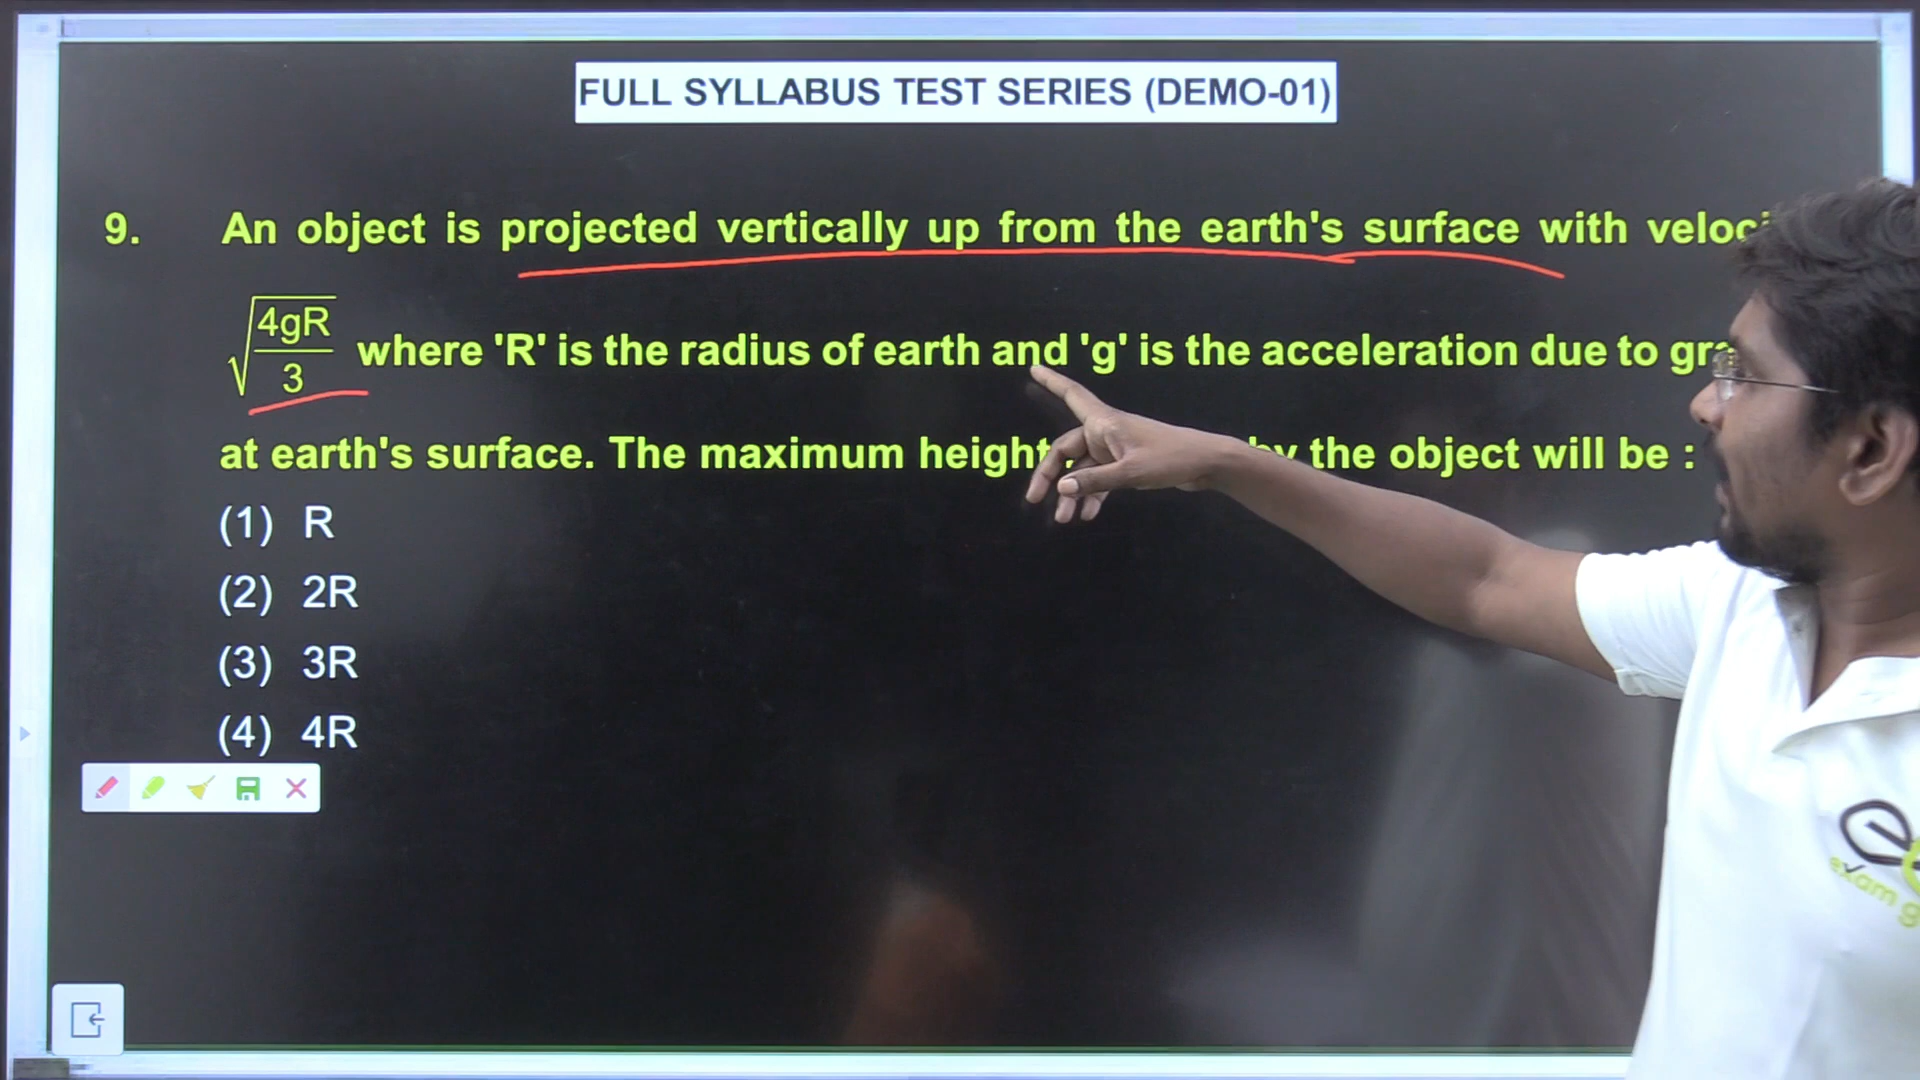 FULL SYLLABUS TEST SERIES (DEMO-01)
9. An object is projected vertically up from the earth's surface with
√(4gR/3) where 'R' is the radius of earth and 'g' is the acceleration due to
at earth's surface. The maximum height the object will be :
(1) R
(2) 2R
(3) 3R
(4) 4R
exam